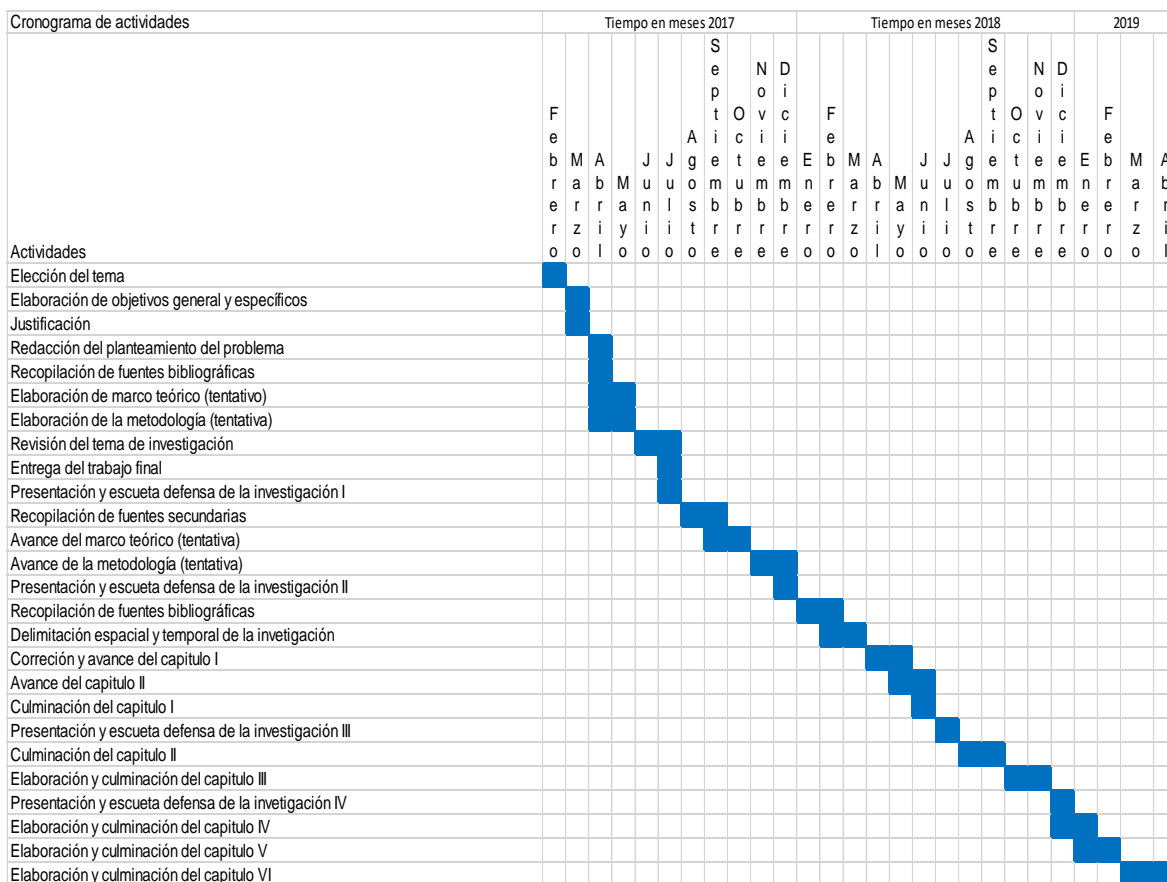 Cronograma de actividades
Tiempo en meses 2017
Tiempo en meses 2018
2019
Actividades
Febrero
Marzo
Abril
Mayo
Junio
Julio
Agosto
Septiembre
Octubre
Noviembre
Diciembre
Enero
Febrero
Marzo
Abril
Mayo
Junio
Julio
Agosto
Septiembre
Octubre
Noviembre
Diciembre
Enero
Febrero
Marzo
Abril
Elección del tema
Elaboración de objetivos general y específicos
Justificación
Redacción del planteamiento del problema
Recopilación de fuentes bibliográficas
Elaboración de marco teórico (tentativo)
Elaboración de la metodología (tentativa)
Revisión del tema de investigación
Entrega del trabajo final
Presentación y escueta defensa de la investigación I
Recopilación de fuentes secundarias
Avance del marco teórico (tentativa)
Avance de la metodología (tentativa)
Presentación y escueta defensa de la investigación II
Recopilación de fuentes bibliográficas
Delimitación espacial y temporal de la invetigación
Correción y avance del capitulo I
Avance del capitulo II
Culminación del capitulo I
Presentación y escueta defensa de la investigación III
Culminación del capitulo II
Elaboración y culminación del capitulo III
Presentación y escueta defensa de la invetigación IV
Elaboración y culminación del capitulo IV
Elaboración y culminación del capitulo V
Elaboración y culminación del capitulo VI